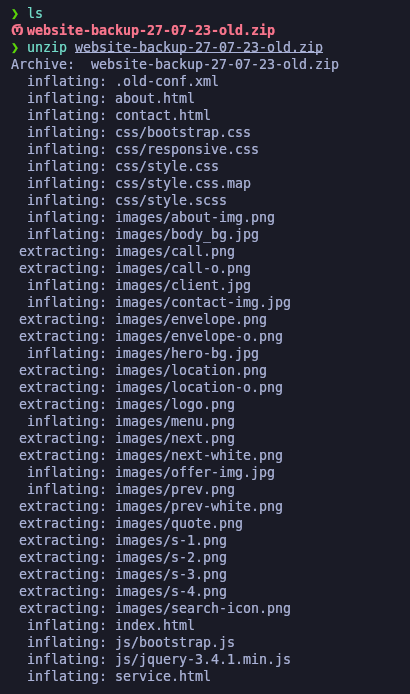 ❯ ls
website-backup-27-07-23-old.zip
❯ unzip website-backup-27-07-23-old.zip
Archive:  website-backup-27-07-23-old.zip
  inflating: .old-conf.xml
  inflating: about.html
  inflating: contact.html
  inflating: css/bootstrap.css
  inflating: css/responsive.css
  inflating: css/style.css
  inflating: css/style.css.map
  inflating: css/style.scss
  inflating: images/about-img.png
  inflating: images/body_bg.jpg
 extracting: images/call.png
 extracting: images/call-o.png
  inflating: images/client.jpg
  inflating: images/contact-img.jpg
 extracting: images/envelope.png
 extracting: images/envelope-o.png
  inflating: images/hero-bg.jpg
 extracting: images/location.png
 extracting: images/location-o.png
 extracting: images/logo.png
  inflating: images/menu.png
 extracting: images/next.png
 extracting: images/next-white.png
  inflating: images/offer-img.jpg
  inflating: images/prev.png
 extracting: images/prev-white.png
 extracting: images/quote.png
 extracting: images/s-1.png
 extracting: images/s-2.png
 extracting: images/s-3.png
 extracting: images/s-4.png
 extracting: images/search-icon.png
  inflating: index.html
  inflating: js/bootstrap.js
  inflating: js/jquery-3.4.1.min.js
  inflating: service.html